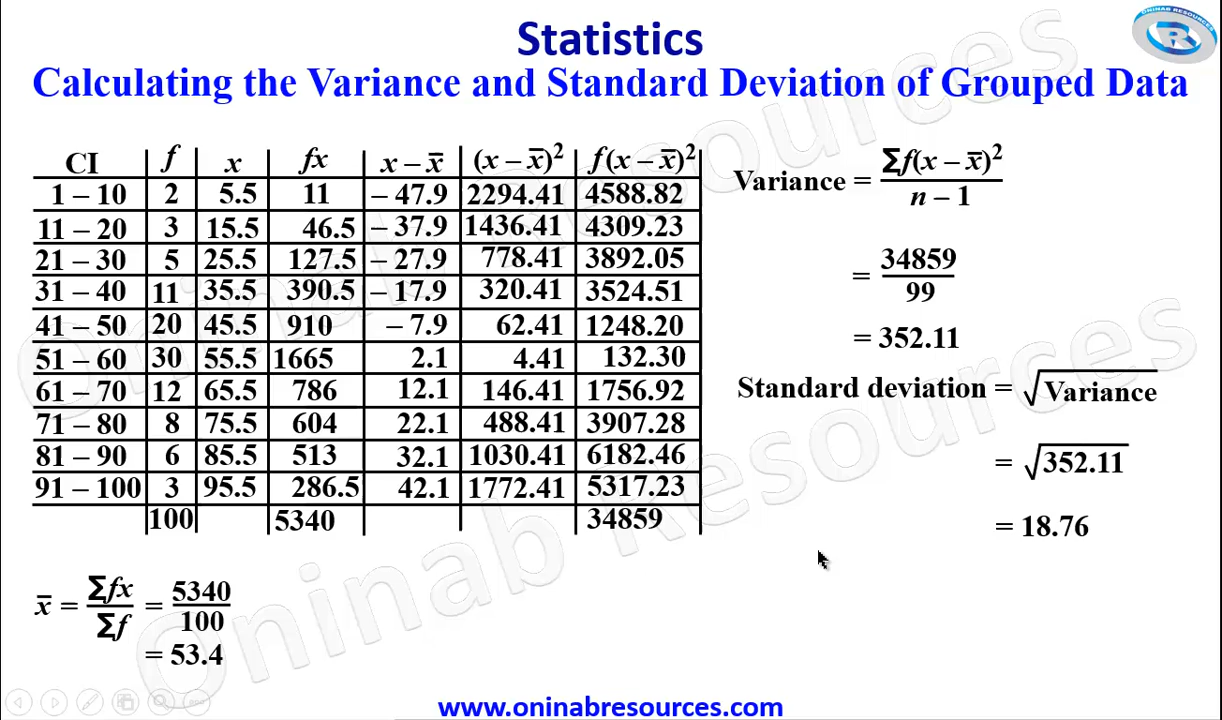 ONINAB RESOURCES
R
Statistics
Calculating the Variance and Standard Deviation of Grouped Data
CI f x fx x – x̅ (x – x̅)² f(x – x̅)²
1 – 10 2 5.5 11 – 47.9 2294.41 4588.82
11 – 20 3 15.5 46.5 – 37.9 1436.41 4309.23
21 – 30 5 25.5 127.5 – 27.9 778.41 3892.05
31 – 40 11 35.5 390.5 – 17.9 320.41 3524.51
41 – 50 20 45.5 910 – 7.9 62.41 1248.20
51 – 60 30 55.5 1665 2.1 4.41 132.30
61 – 70 12 65.5 786 12.1 146.41 1756.92
71 – 80 8 75.5 604 22.1 488.41 3907.28
81 – 90 6 85.5 513 32.1 1030.41 6182.46
91 – 100 3 95.5 286.5 42.1 1772.41 5317.23
100 5340 34859
x̅ = Σfx / Σf = 5340 / 100
= 53.4
Variance = Σf(x – x̅)² / n – 1
= 34859 / 99
= 352.11
Standard deviation = √Variance
= √352.11
= 18.76
Oninab Resources
Oninab Resources
www.oninabresources.com